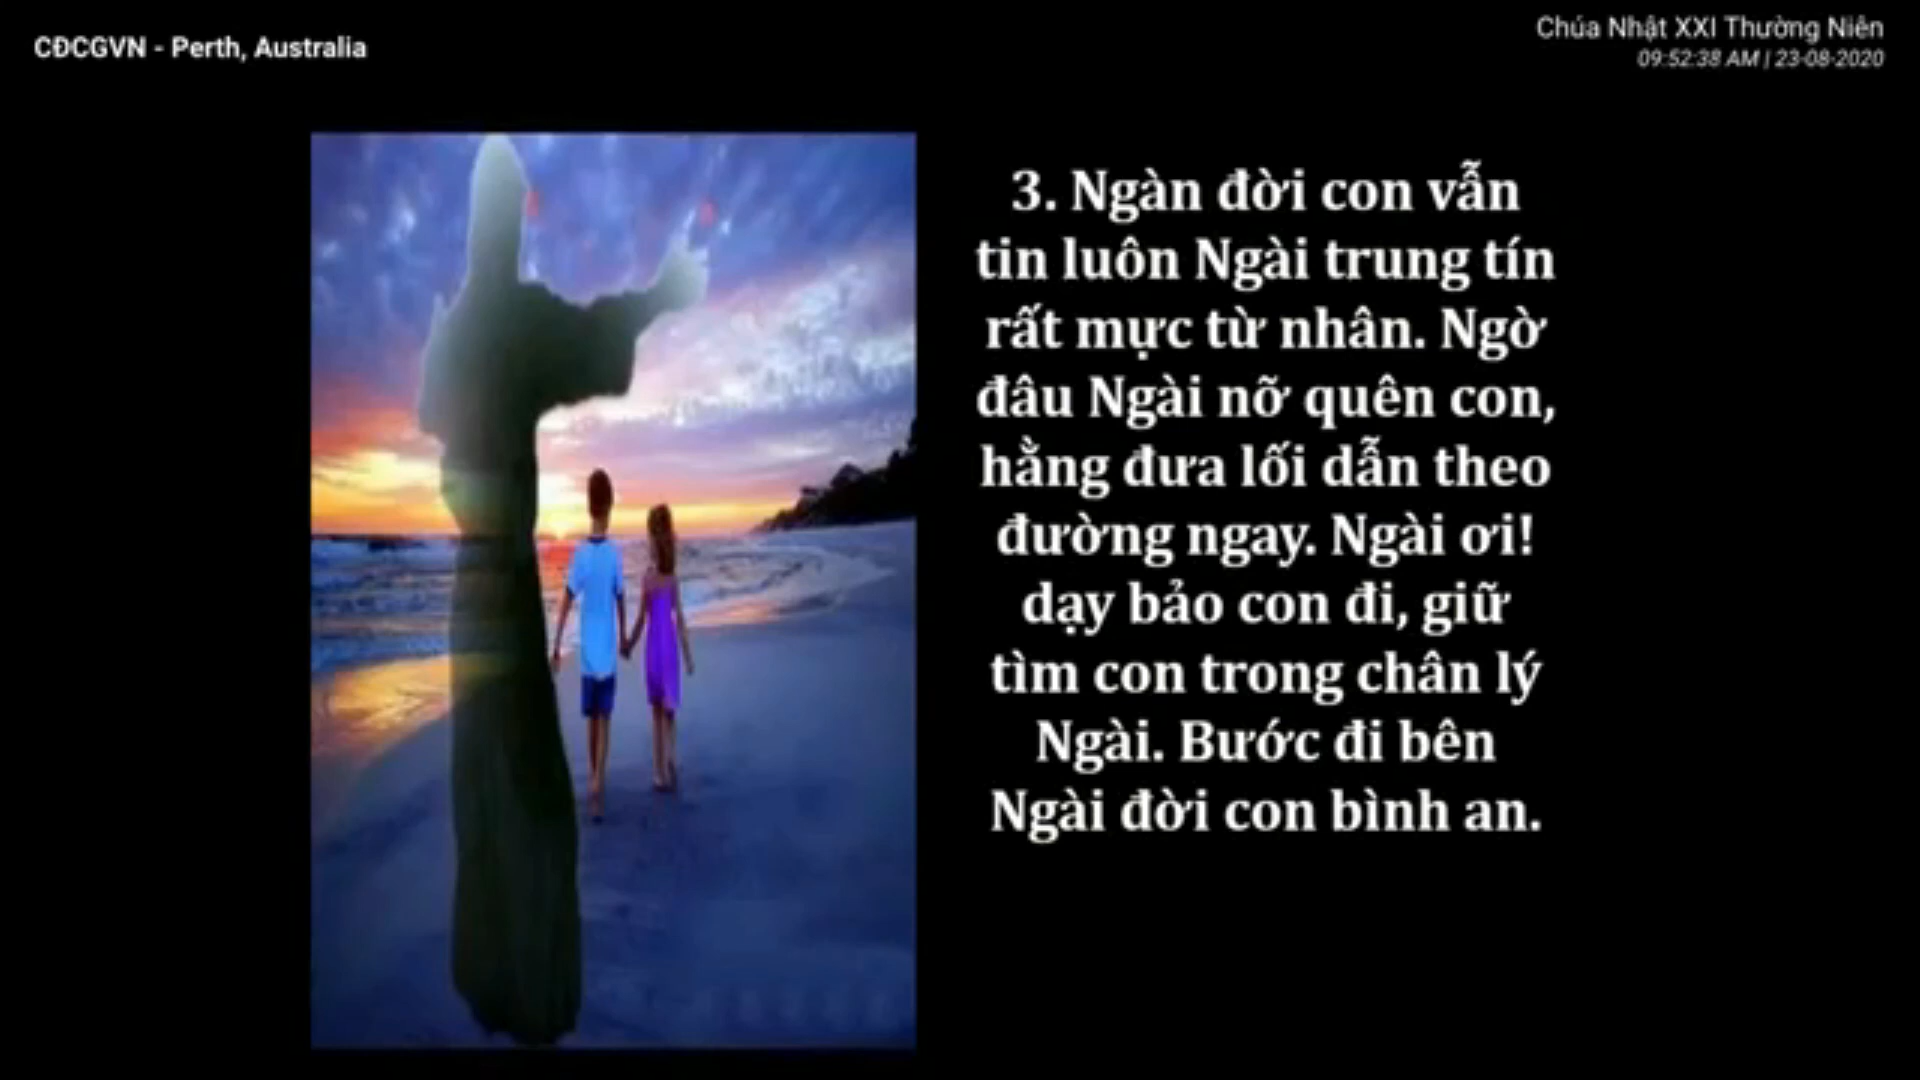 CĐCGVN - Perth, Australia
Chúa Nhật XXI Thường Niên
09:52:38 AM | 23-08-2020
3. Ngàn đời con vẫn
tin luôn Ngài trung tín
rất mực từ nhân. Ngờ
đâu Ngài nỡ quên con,
hằng đưa lối dẫn theo
đường ngay. Ngài ơi!
dạy bảo con đi, giữ
tìm con trong chân lý
Ngài. Bước đi bên
Ngài đời con bình an.